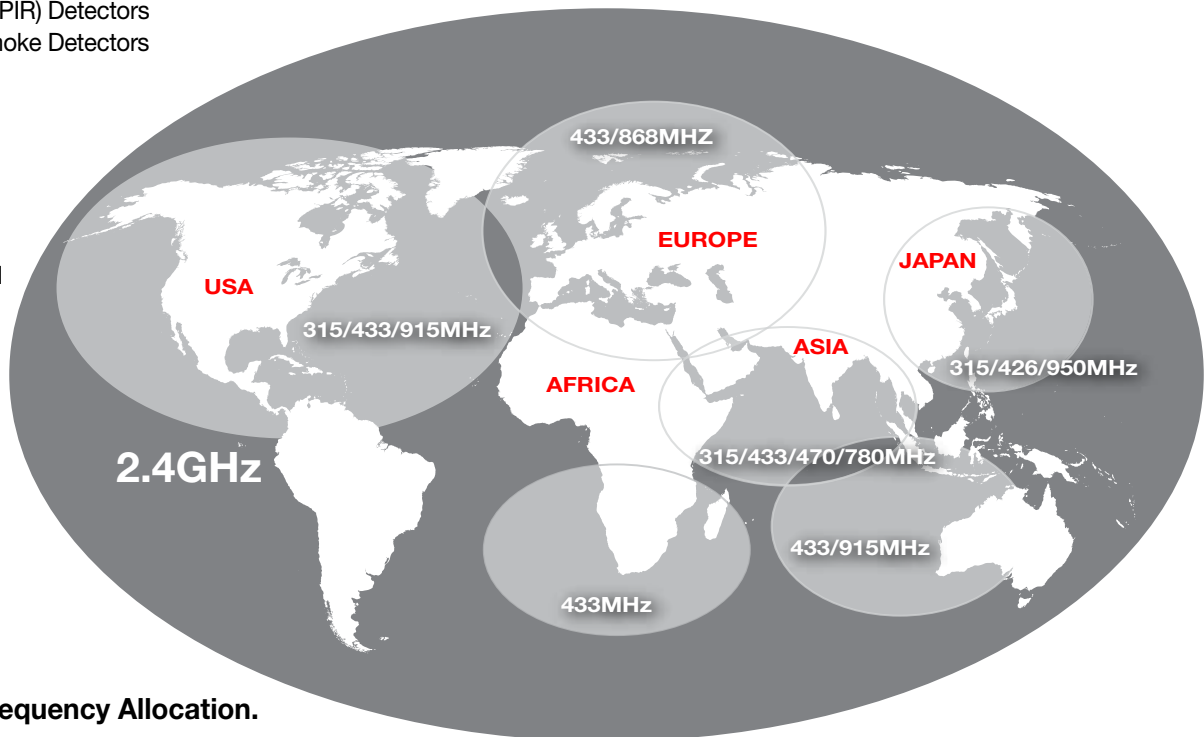 PIR) Detectors
noke Detectors
433/868MHZ
EUROPE
JAPAN
USA
315/433/915MHz
ASIA
315/426/950MHz
AFRICA
2.4GHz
315/433/470/780MHz
433/915MHz
433MHz
equency Allocation.